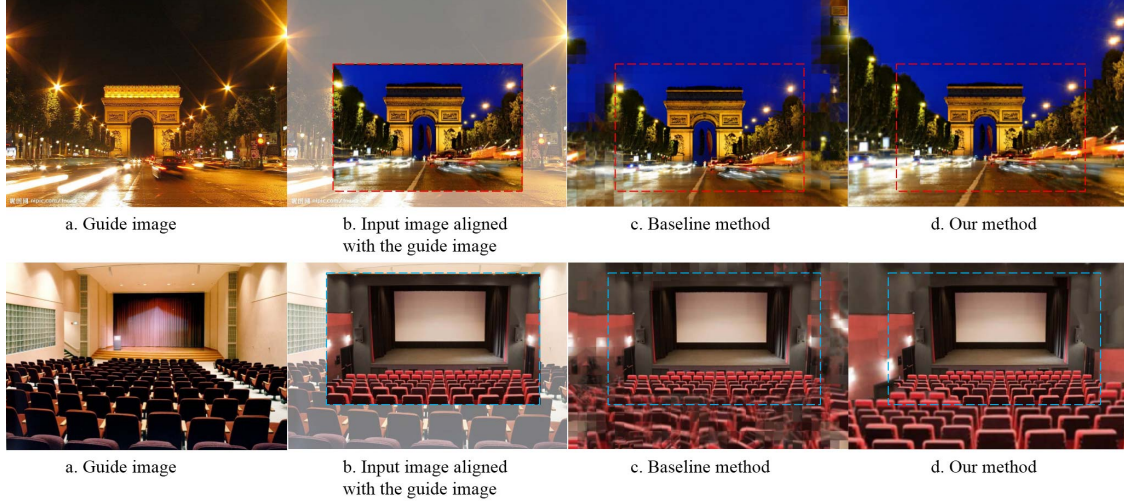 a. Guide image
b. Input image aligned
with the guide image
c. Baseline method
d. Our method
a. Guide image
b. Input image aligned
with the guide image
c. Baseline method
d. Our method